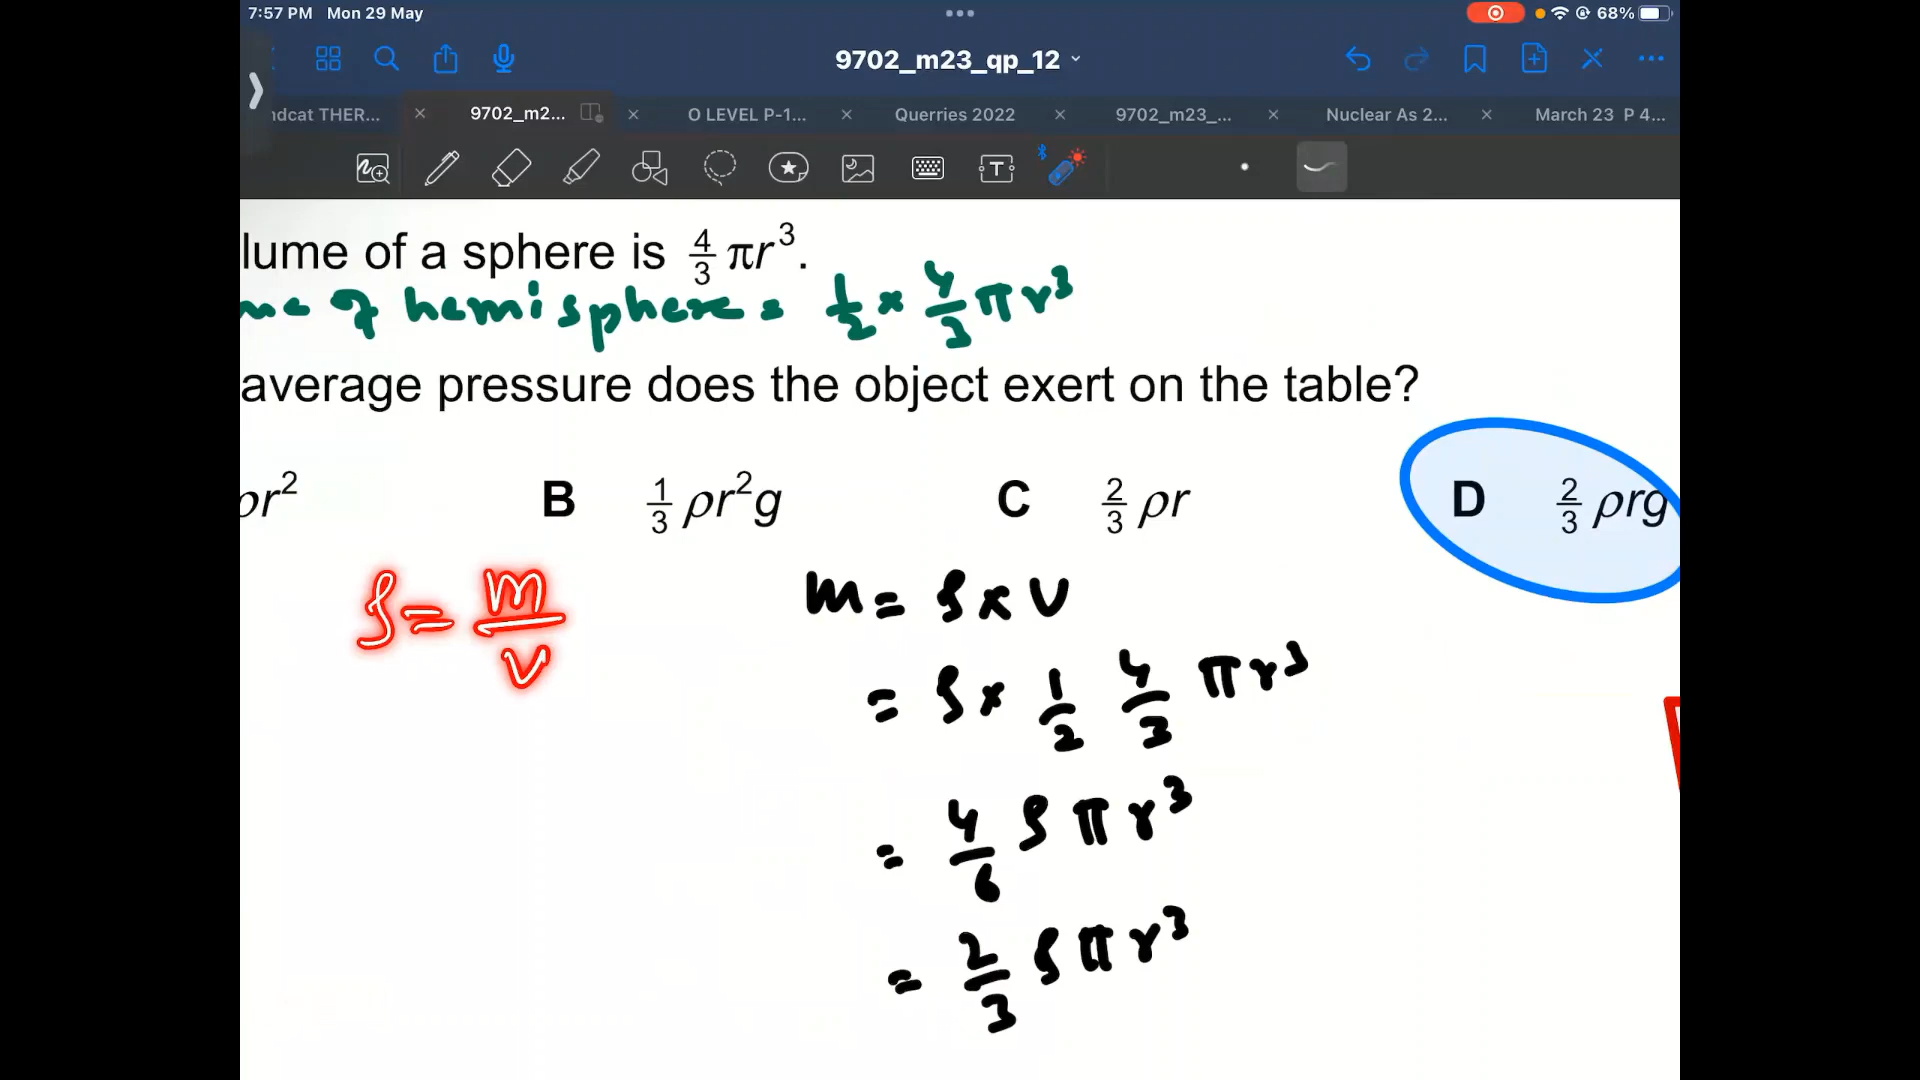 7:57 PM Mon 29 May
68%
9702_m23_qp_12
ndcat THER...
9702_m2...
O LEVEL P-1...
Querries 2022
9702_m23_...
Nuclear As 2...
March 23 P 4...
lume of a sphere is 4/3 πr³.
me of hemisphere = 1/2 × 4/3 πr³
average pressure does the object exert on the table?
ρr² B 1/3 ρr²g C 2/3 ρr D 2/3 ρrg
ρ = m/v
m = ρ × v
= ρ × 1/2 4/3 πr³
= 4/6 ρπr³
= 2/3 ρπr³